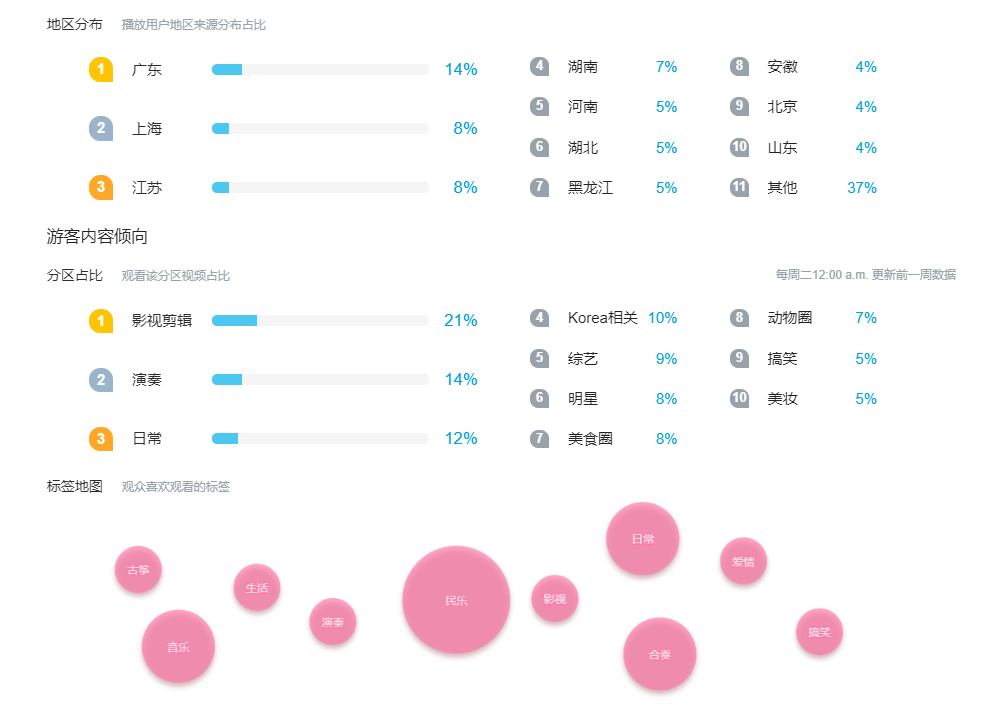 地区分布 播放用户地区来源分布占比
1 广东 14%
2 上海 8%
3 江苏 8%
4 湖南 7%
5 河南 5%
6 湖北 5%
7 黑龙江 5%
8 安徽 4%
9 北京 4%
10 山东 4%
11 其他 37%
游客内容倾向
分区占比 观看该分区视频占比 每周二12:00 a.m. 更新前一周数据
1 影视剪辑 21%
2 演奏 14%
3 日常 12%
4 Korea相关 10%
5 综艺 9%
6 明星 8%
7 美食圈 8%
8 动物圈 7%
9 搞笑 5%
10 美妆 5%
标签地图 观众喜欢观看的标签
古筝
音乐
生活
演奏
民乐
影视
日常
合奏
爱情
搞笑